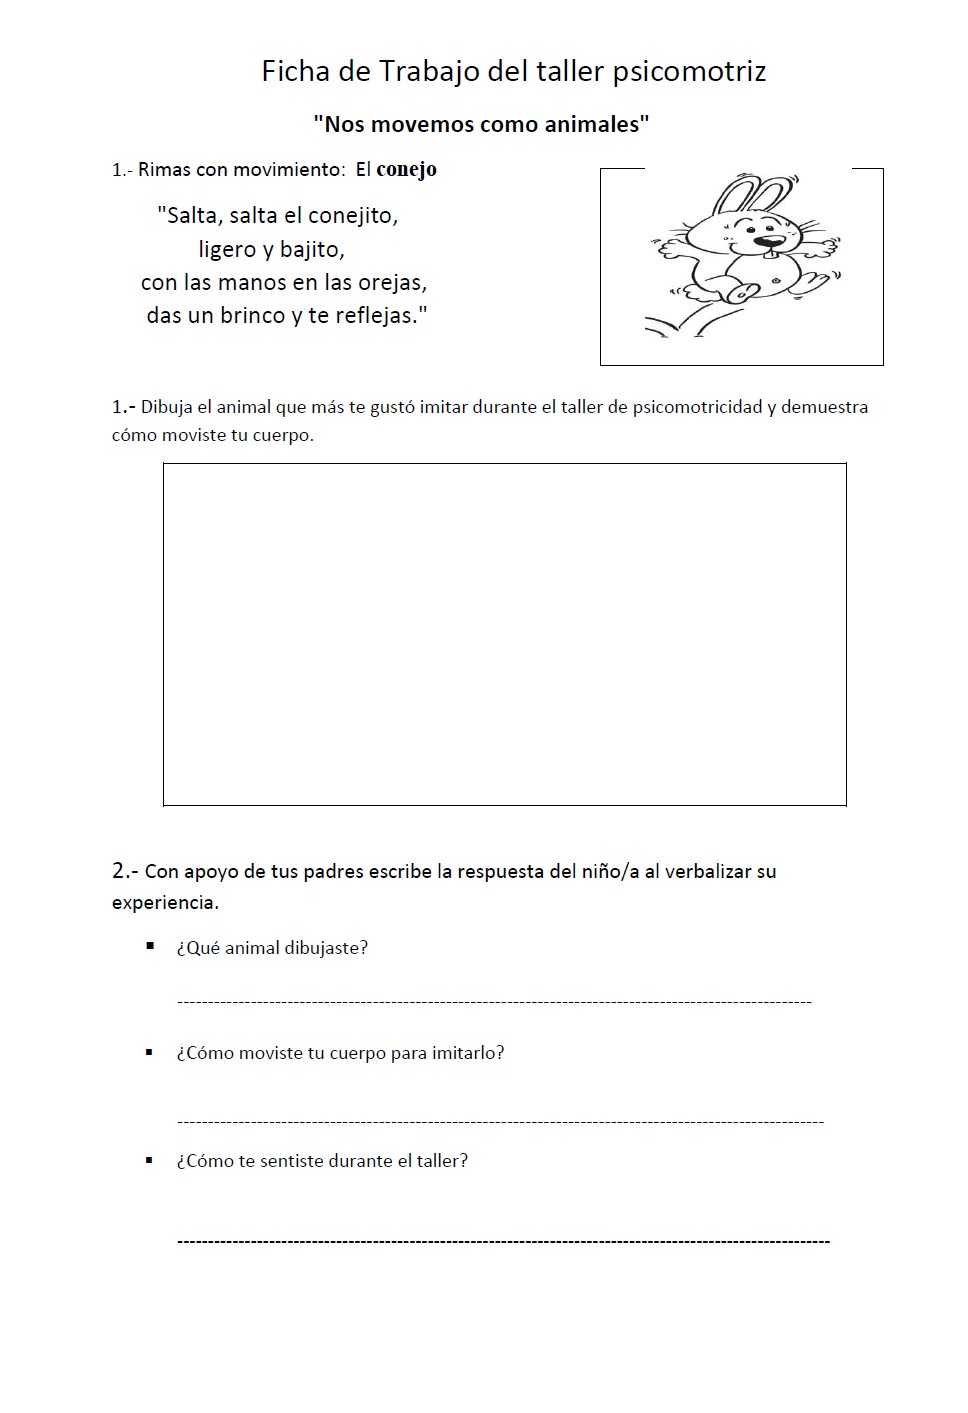 Ficha de Trabajo del taller psicomotriz
"Nos movemos como animales"
1.- Rimas con movimiento:  El conejo
"Salta, salta el conejito,
ligero y bajito,
con las manos en las orejas,
das un brinco y te reflejas."
1.- Dibuja el animal que más te gustó imitar durante el taller de psicomotricidad y demuestra
cómo moviste tu cuerpo.
2.- Con apoyo de tus padres escribe la respuesta del niño/a al verbalizar su
experiencia.
▪ ¿Qué animal dibujaste?
▪ ¿Cómo moviste tu cuerpo para imitarlo?
▪ ¿Cómo te sentiste durante el taller?